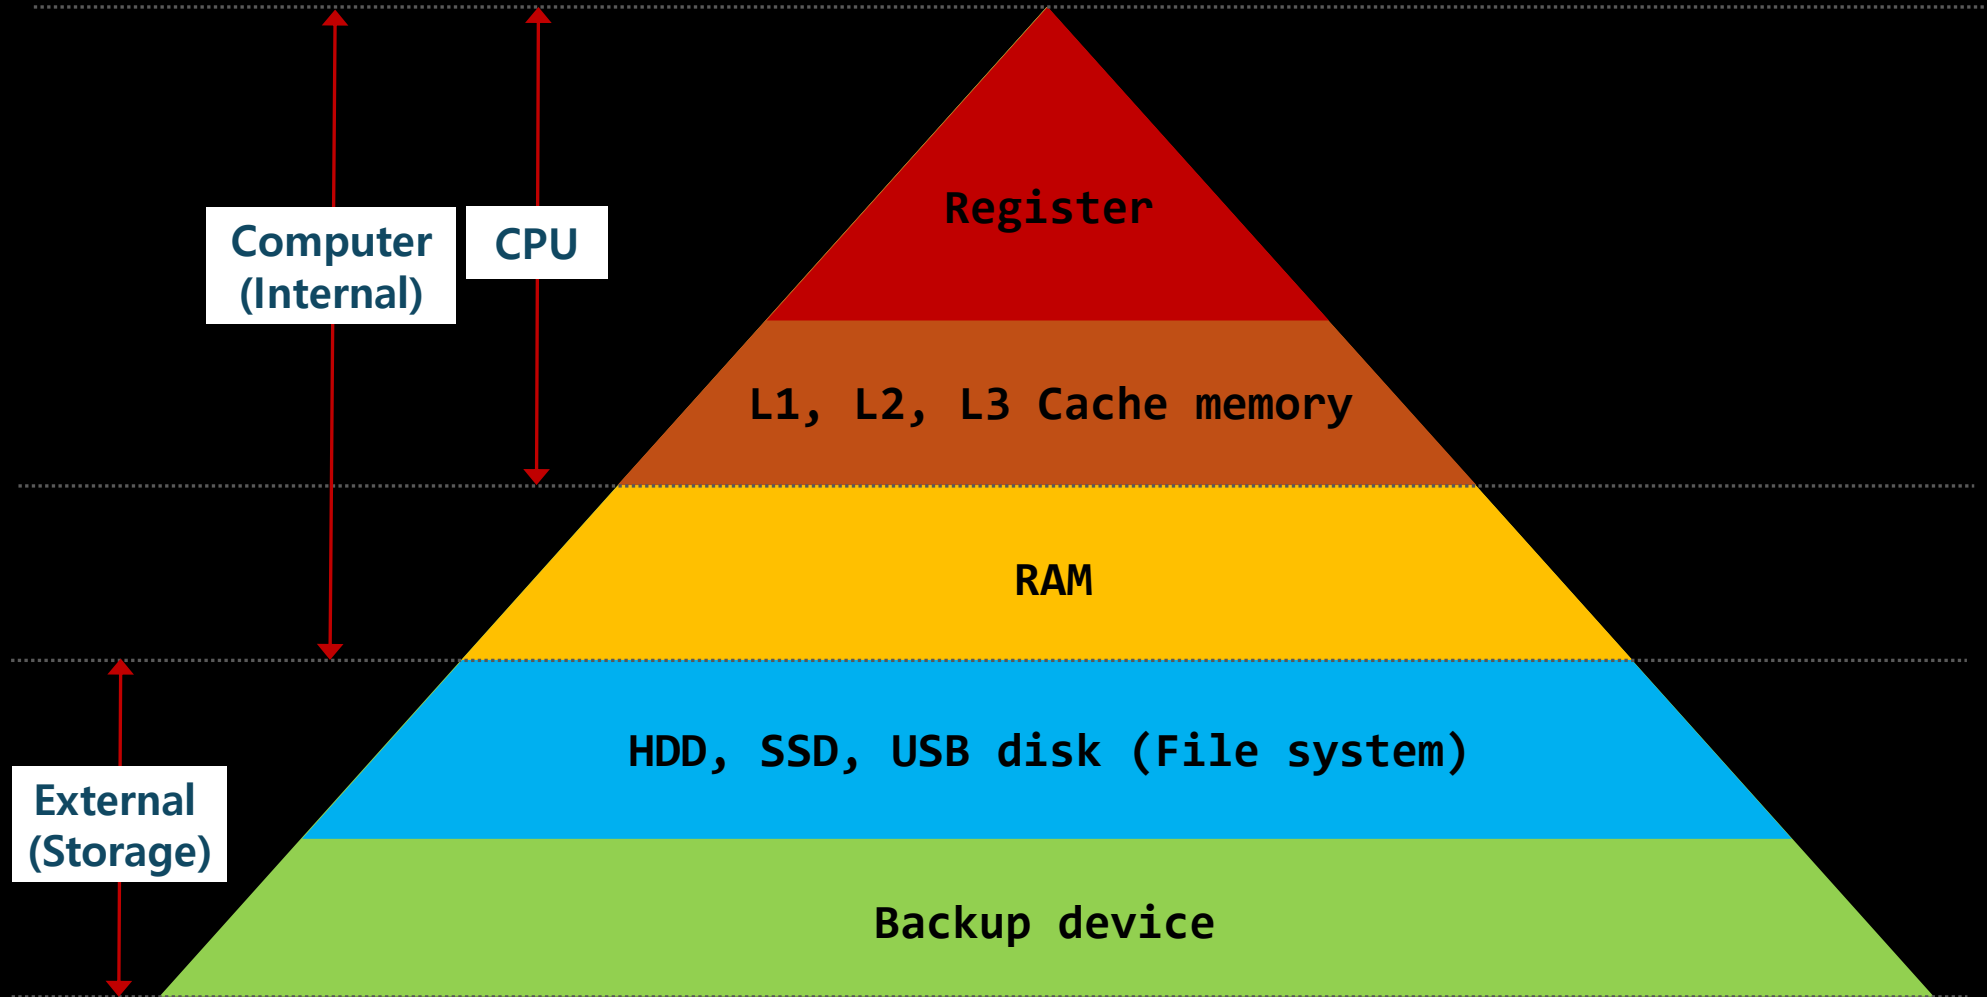 Register
Computer
(Internal)
CPU
L1, L2, L3 Cache memory
RAM
HDD, SSD, USB disk (File system)
External
(Storage)
Backup device